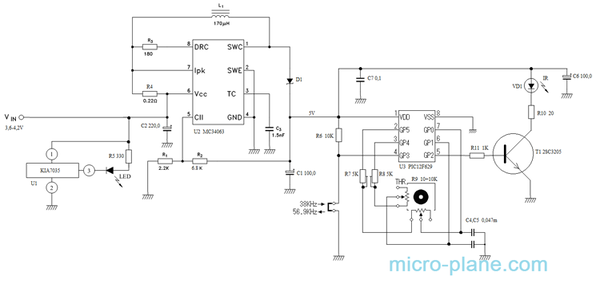 L1
170µH
R3
180
8 DRC SWC 1
7 Ipk SWE 2
R4
0.22Ω
6 Vcc TC 3
5 CII GND 4
U2 MC34063
C2 220,0
C3
1.5nF
D1
V IN
3,6-4,2V
1
KIA7035
3
2
U1
R5 330
LED
R1
2.2K
R2
C1 100,0
5V
R6 10K
C7 0,1
38KHz
56,9KHz
1 VDD VSS 8
2 GP5 GP0 7
3 GP4 GP1 6
4 GP3 GP2 5
U3 PIC12F629
R7 5K
R8 5K
THR
R9 10+10K
C4,C5 0,047m
R11 1K
T1 2SC3205
R10 20
VD1
IR
C6 100,0
micro-plane.com